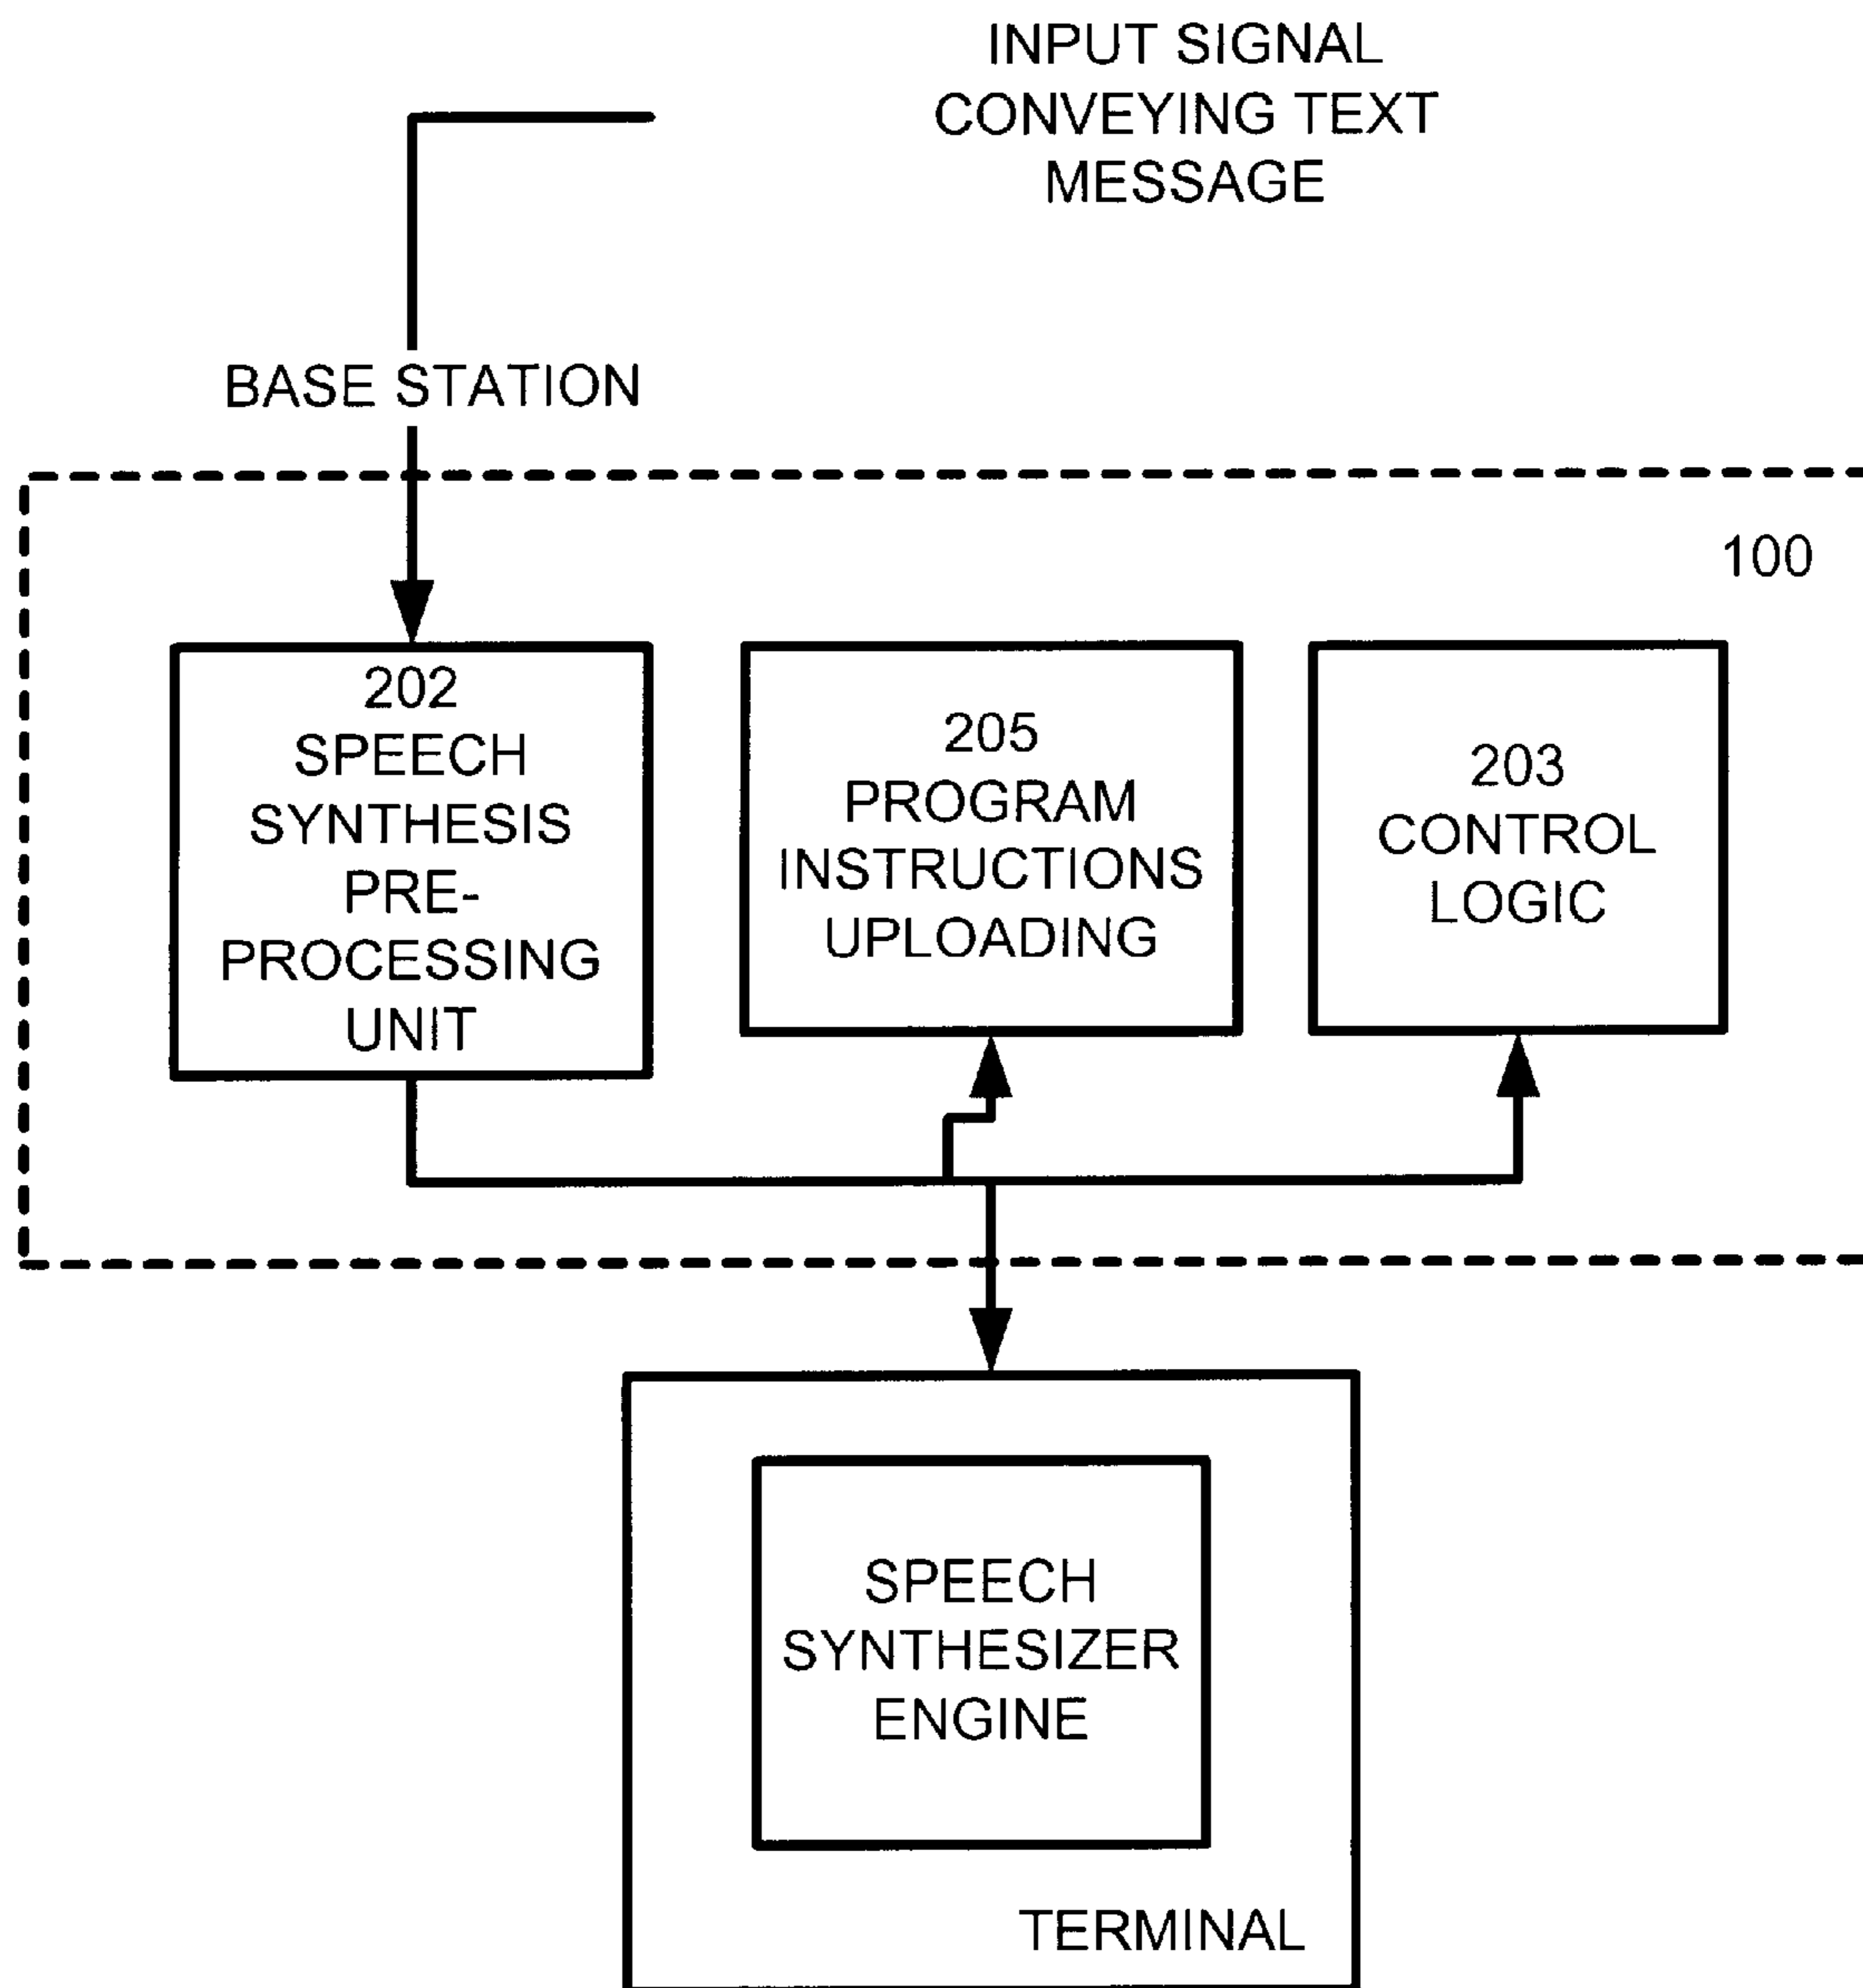 INPUT SIGNAL
CONVEYING TEXT
MESSAGE
BASE STATION
100
202
SPEECH
SYNTHESIS
PRE-
PROCESSING
UNIT
205
PROGRAM
INSTRUCTIONS
UPLOADING
203
CONTROL
LOGIC
SPEECH
SYNTHESIZER
ENGINE
TERMINAL